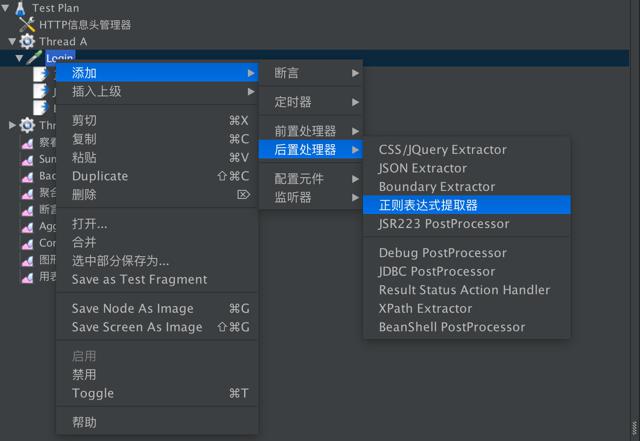 Test Plan
HTTP信息头管理器
Thread A
Login
添加
插入上级
剪切 ⌘X
复制 ⌘C
粘贴 ⌘V
Duplicate ⇧⌘C
删除 ⌦
打开...
合并
选中部分保存为...
Save as Test Fragment
Save Node As Image ⌘G
Save Screen As Image ⇧⌘G
启用
禁用
Toggle ⌘T
帮助
断言
定时器
前置处理器
后置处理器
配置元件
监听器
CSS/JQuery Extractor
JSON Extractor
Boundary Extractor
正则表达式提取器
JSR223 PostProcessor
Debug PostProcessor
JDBC PostProcessor
Result Status Action Handler
XPath Extractor
BeanShell PostProcessor
J
Thr
察看
Sun
Bac
聚合
断言
Agg
Con
图形
用表